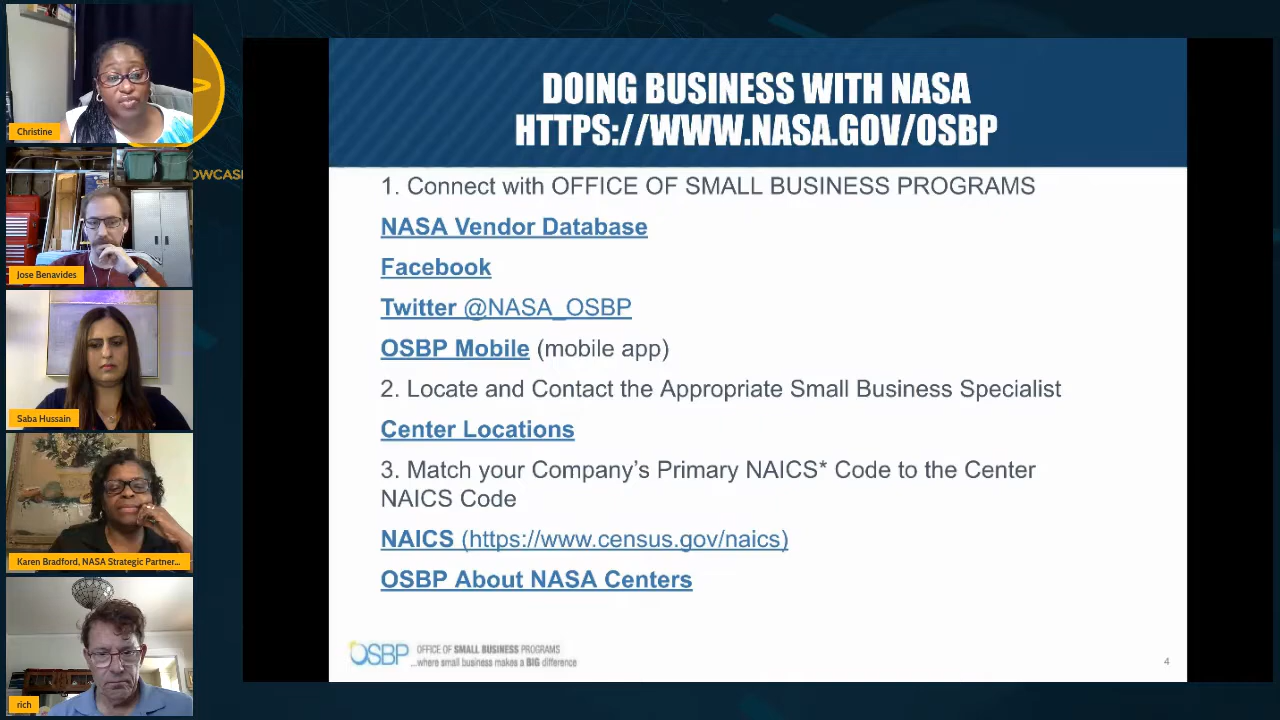 DOING BUSINESS WITH NASA
HTTPS://WWW.NASA.GOV/OSBP
1. Connect with OFFICE OF SMALL BUSINESS PROGRAMS
NASA Vendor Database
Facebook
Twitter @NASA_OSBP
OSBP Mobile (mobile app)
2. Locate and Contact the Appropriate Small Business Specialist
Center Locations
3. Match your Company’s Primary NAICS* Code to the Center
NAICS Code
NAICS (https://www.census.gov/naics)
OSBP About NASA Centers
OSBP OFFICE OF SMALL BUSINESS PROGRAMS
...where small business makes a BIG difference
4
Christine
Jose Benavides
Saba Hussain
Karen Bradford, NASA Strategic Partner...
rich